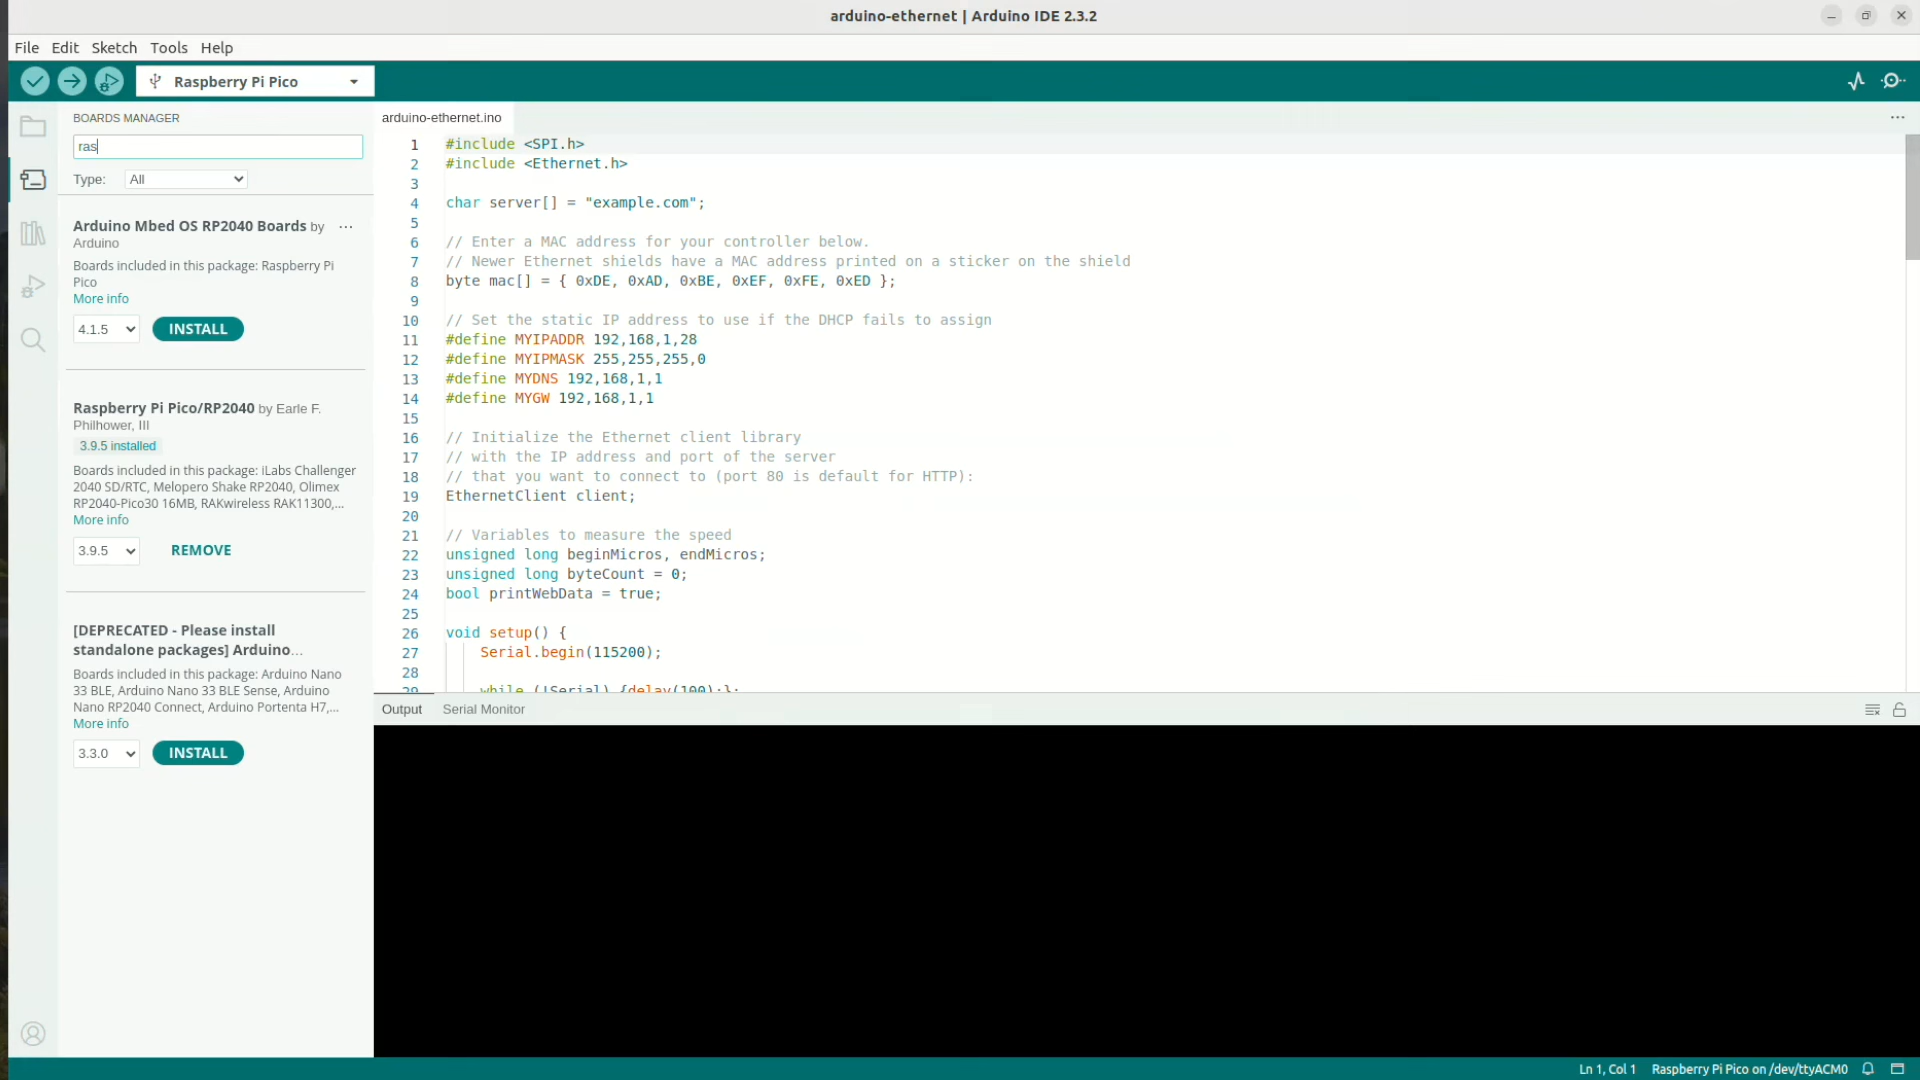 arduino-ethernet | Arduino IDE 2.3.2
File Edit Sketch Tools Help
Raspberry Pi Pico
BOARDS MANAGER
ras
Type: All
Arduino Mbed OS RP2040 Boards by
Arduino
Boards included in this package: Raspberry Pi
Pico
More info
4.1.5 INSTALL
Raspberry Pi Pico/RP2040 by Earle F.
Philhower, III
3.9.5 installed
Boards included in this package: iLabs Challenger
2040 SD/RTC, Melopero Shake RP2040, Olimex
RP2040-Pico30 16MB, RAKwireless RAK11300,...
More info
3.9.5 REMOVE
[DEPRECATED - Please install
standalone packages] Arduino...
Boards included in this package: Arduino Nano
33 BLE, Arduino Nano 33 BLE Sense, Arduino
Nano RP2040 Connect, Arduino Portenta H7,...
More info
3.3.0 INSTALL
arduino-ethernet.ino
1 #include <SPI.h>
2 #include <Ethernet.h>
3
4 char server[] = "example.com";
5
6 // Enter a MAC address for your controller below.
7 // Newer Ethernet shields have a MAC address printed on a sticker on the shield
8 byte mac[] = { 0xDE, 0xAD, 0xBE, 0xEF, 0xFE, 0xED };
9
10 // Set the static IP address to use if the DHCP fails to assign
11 #define MYIPADDR 192,168,1,28
12 #define MYIPMASK 255,255,255,0
13 #define MYDNS 192,168,1,1
14 #define MYGW 192,168,1,1
15
16 // Initialize the Ethernet client library
17 // with the IP address and port of the server
18 // that you want to connect to (port 80 is default for HTTP):
19 EthernetClient client;
20
21 // Variables to measure the speed
22 unsigned long beginMicros, endMicros;
23 unsigned long byteCount = 0;
24 bool printWebData = true;
25
26 void setup() {
27 Serial.begin(115200);
28
29 while (!Serial) {delay(100);};
Output Serial Monitor
Ln 1, Col 1 Raspberry Pi Pico on /dev/ttyACM0